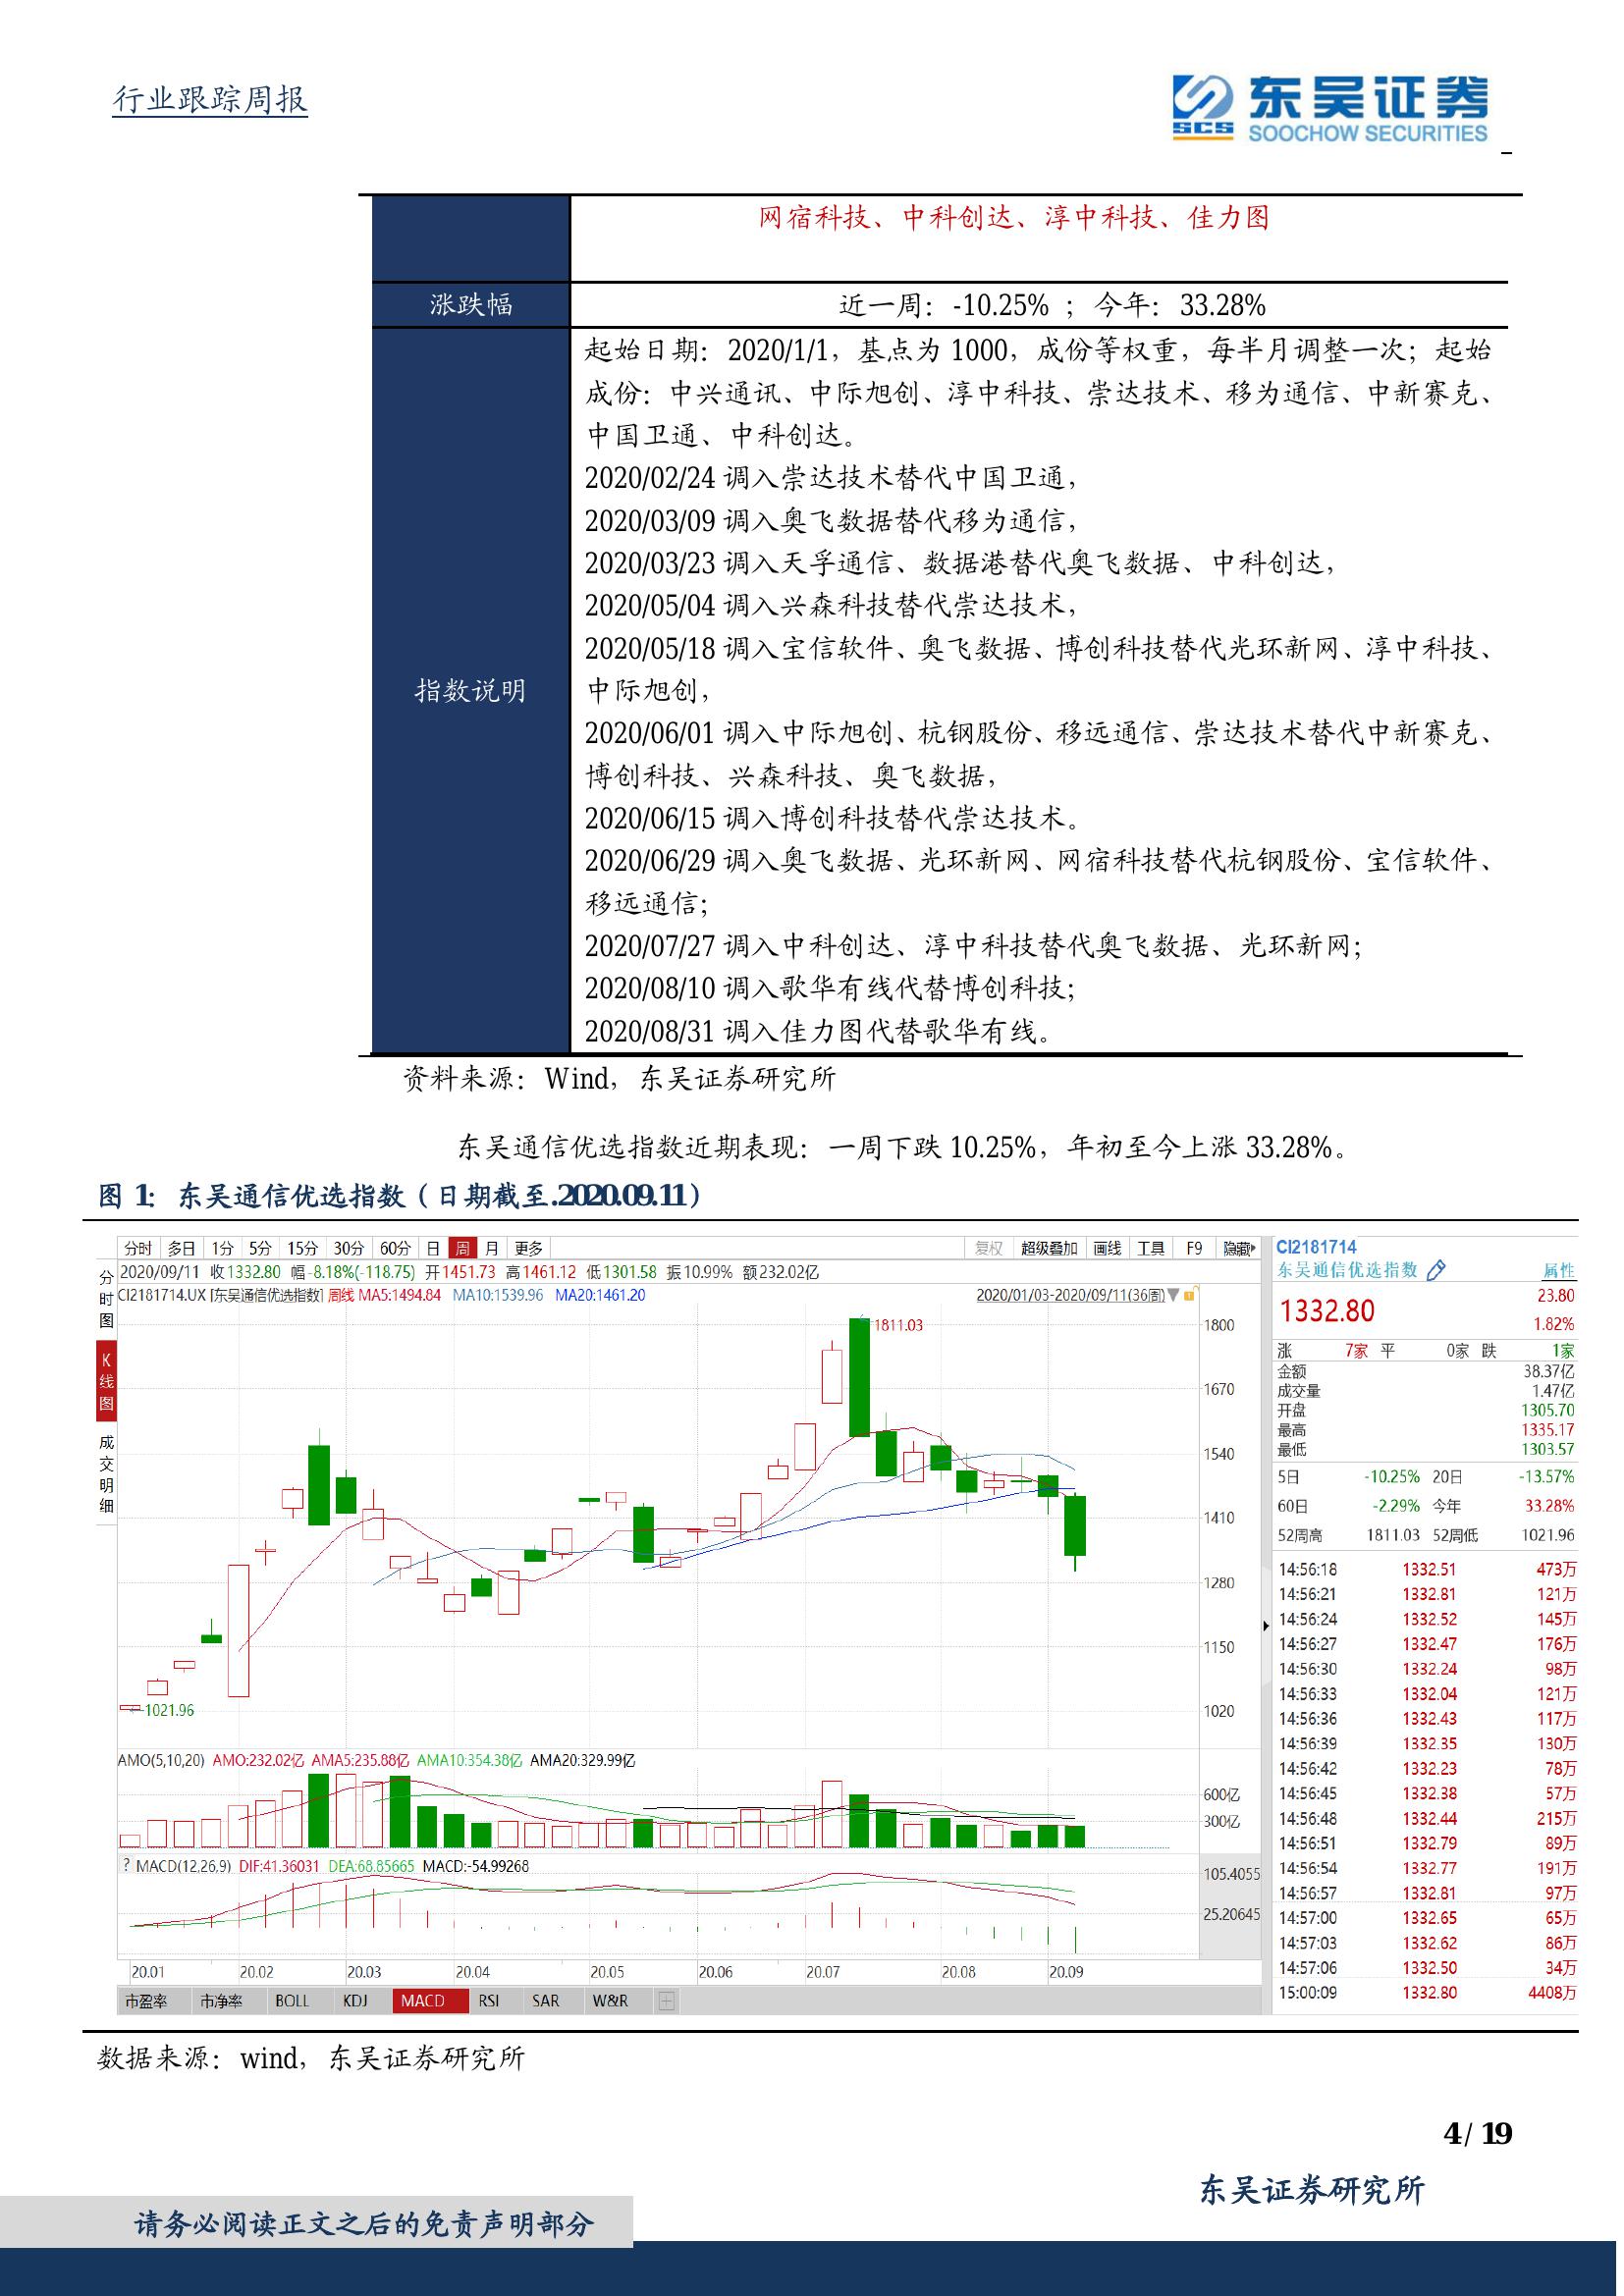 行业跟踪周报
SCS 东吴证券
SOOCHOW SECURITIES
网宿科技、中科创达、淳中科技、佳力图
涨跌幅 近一周：-10.25% ；今年：33.28%
指数说明
起始日期：2020/1/1，基点为 1000，成份等权重，每半月调整一次；起始
成份：中兴通讯、中际旭创、淳中科技、崇达技术、移为通信、中新赛克、
中国卫通、中科创达。
2020/02/24 调入崇达技术替代中国卫通，
2020/03/09 调入奥飞数据替代移为通信，
2020/03/23 调入天孚通信、数据港替代奥飞数据、中科创达，
2020/05/04 调入兴森科技替代崇达技术，
2020/05/18 调入宝信软件、奥飞数据、博创科技替代光环新网、淳中科技、
中际旭创，
2020/06/01 调入中际旭创、杭钢股份、移远通信、崇达技术替代中新赛克、
博创科技、兴森科技、奥飞数据，
2020/06/15 调入博创科技替代崇达技术。
2020/06/29 调入奥飞数据、光环新网、网宿科技替代杭钢股份、宝信软件、
移远通信；
2020/07/27 调入中科创达、淳中科技替代奥飞数据、光环新网；
2020/08/10 调入歌华有线代替博创科技；
2020/08/31 调入佳力图代替歌华有线。
资料来源：Wind，东吴证券研究所
东吴通信优选指数近期表现：一周下跌 10.25%，年初至今上涨 33.28%。
图 1：东吴通信优选指数（日期截至.2020.09.11）
分时 多日 1分 5分 15分 30分 60分 日 周 月 更多 复权 超级叠加 画线 工具 F9 隐藏
2020/09/11 收1332.80 幅-8.18%(-118.75) 开1451.73 高1461.12 低1301.58 振10.99% 额232.02亿
CI2181714.UX [东吴通信优选指数] 周线 MA5:1494.84 MA10:1539.96 MA20:1461.20 2020/01/03-2020/09/11(36周)
分时图
K线图
成交明细
1811.03
1021.96
1800
1670
1540
1410
1280
1150
1020
AMO(5,10,20) AMO:232.02亿 AMA5:235.88亿 AMA10:354.38亿 AMA20:329.99亿
600亿
300亿
? MACD(12,26,9) DIF:41.36031 DEA:68.85665 MACD:-54.99268
105.4055
25.20645
20.01 20.02 20.03 20.04 20.05 20.06 20.07 20.08 20.09
市盈率 市净率 BOLL KDJ MACD RSI SAR W&R
CI2181714
东吴通信优选指数 属性
1332.80 23.80
1.82%
涨 7家 平 0家 跌 1家
金额 38.37亿
成交量 1.47亿
开盘 1305.70
最高 1335.17
最低 1303.57
5日 -10.25% 20日 -13.57%
60日 -2.29% 今年 33.28%
52周高 1811.03 52周低 1021.96
14:56:18 1332.51 473万
14:56:21 1332.81 121万
14:56:24 1332.52 145万
14:56:27 1332.47 176万
14:56:30 1332.24 98万
14:56:33 1332.04 121万
14:56:36 1332.43 117万
14:56:39 1332.35 130万
14:56:42 1332.23 78万
14:56:45 1332.38 57万
14:56:48 1332.44 215万
14:56:51 1332.79 89万
14:56:54 1332.77 191万
14:56:57 1332.81 97万
14:57:00 1332.65 65万
14:57:03 1332.62 86万
14:57:06 1332.50 34万
15:00:09 1332.80 4408万
数据来源：wind，东吴证券研究所
4 / 19
东吴证券研究所
请务必阅读正文之后的免责声明部分